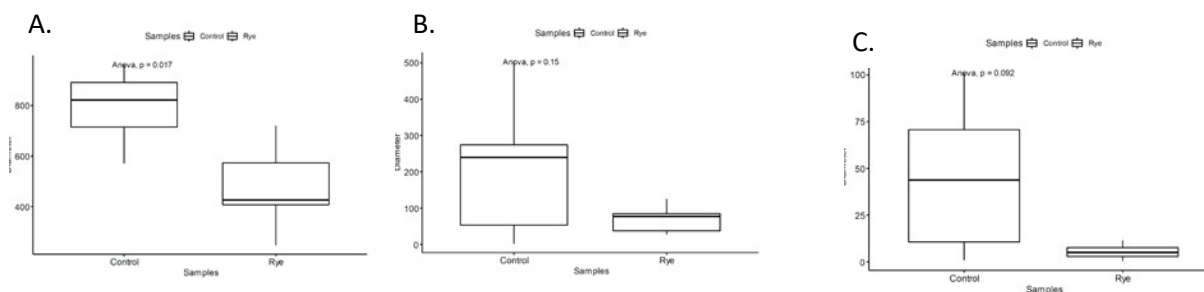 A.
Samples Control Rye
Anova, p = 0.017
800
600
400
Control Rye
Samples
B.
Samples Control Rye
Anova, p = 0.15
Diameter
500
400
300
200
100
0
Control Rye
Samples
C.
Samples Control Rye
Anova, p = 0.092
100
75
50
25
0
Control Rye
Samples